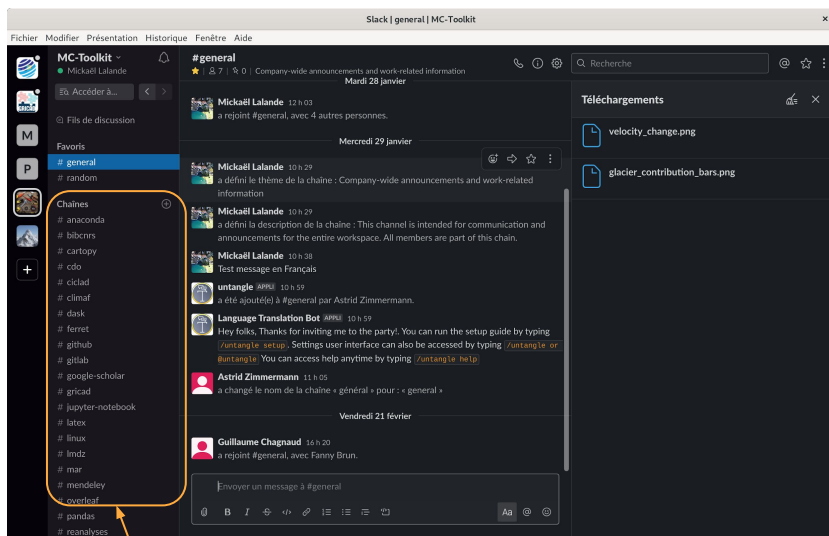 Slack | general | MC-Toolkit
Fichier Modifier Présentation Historique Fenêtre Aide
MC-Toolkit
Mickaël Lalande
Accéder à...
Fils de discussion
Favoris
# general
# random
Chaînes
# anaconda
# bibcnrs
# cartopy
# cdo
# ciclad
# climaf
# dask
# ferret
# github
# gitlab
# google-scholar
# gricad
# jupyter-notebook
# latex
# linux
# lmdz
# mar
# mendeley
# overleaf
# pandas
# reanalyses
M
P
#general
7 | 0 | Company-wide announcements and work-related information
Mardi 28 janvier
Mickaël Lalande 12 h 03
a rejoint #general, avec 4 autres personnes.
Mercredi 29 janvier
Mickaël Lalande 10 h 29
a défni le thème de la chaîne : Company-wide announcements and work-related
information
Mickaël Lalande 10 h 29
a défni la description de la chaîne : This channel is intended for communication and
announcements for the entire workspace. All members are part of this chain.
Mickaël Lalande 10 h 38
Test message en Français
untangle APPLI 10 h 59
a été ajouté(e) à #general par Astrid Zimmermann.
Language Translation Bot APPLI 10 h 59
Hey folks, Thanks for inviting me to the party!. You can run the setup guide by typing
/untangle setup . Settings user interface can also be accessed by typing /untangle or
@untangle You can access help anytime by typing /untangle help
Astrid Zimmermann 11 h 05
a changé le nom de la chaîne « général » pour : « general »
Vendredi 21 février
Guillaume Chagnaud 16 h 20
a rejoint #general, avec Fanny Brun.
Envoyer un message à #general
B I Aa @
Recherche
Téléchargements
velocity_change.png
glacier_contribution_bars.png